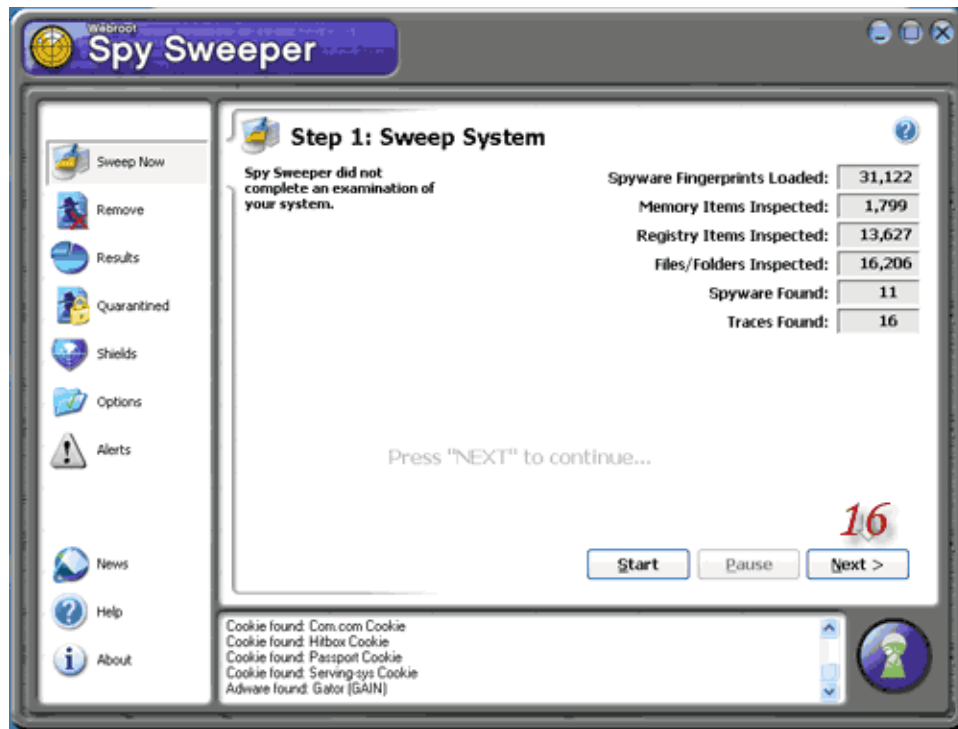 Webroot
Spy Sweeper
Sweep Now
Remove
Results
Quarantined
Shields
Options
Alerts
News
Help
About
Step 1: Sweep System
Spy Sweeper did not
complete an examination of
your system.
Spyware Fingerprints Loaded: 31,122
Memory Items Inspected: 1,799
Registry Items Inspected: 13,627
Files/Folders Inspected: 16,206
Spyware Found: 11
Traces Found: 16
Press "NEXT" to continue...
16
Start Pause Next >
Cookie found: Com.com Cookie
Cookie found: Hitbox Cookie
Cookie found: Passport Cookie
Cookie found: Serving-sys Cookie
Adware found: Gator (GAIN)